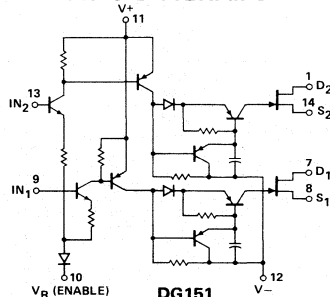 V+
11
1
D2
13
IN2
14
S2
9
IN1
7
D1
8
S1
10
VR (ENABLE)
DG151
12
V−